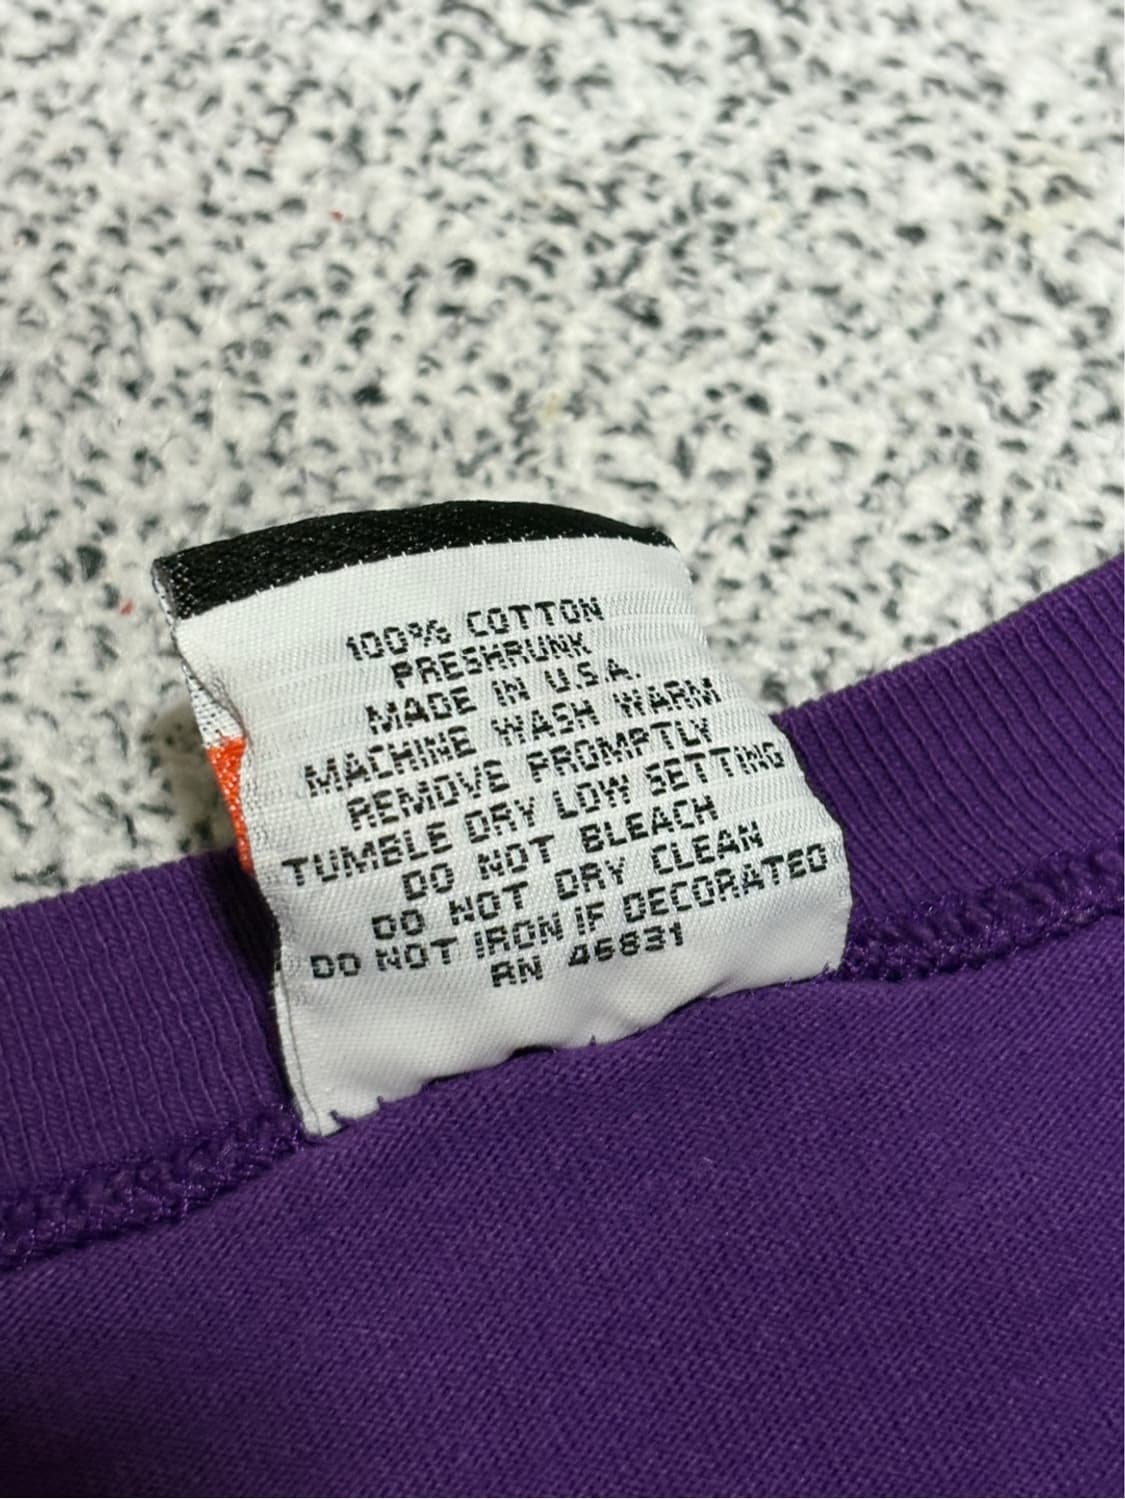 100% COTTON
PRESHRUNK
MADE IN U.S.A.
MACHINE WASH WARM
REMOVE PROMPTLY
TUMBLE DRY LOW SETTING
DO NOT BLEACH
DO NOT DRY CLEAN
DO NOT IRON IF DECORATED
RN 46831